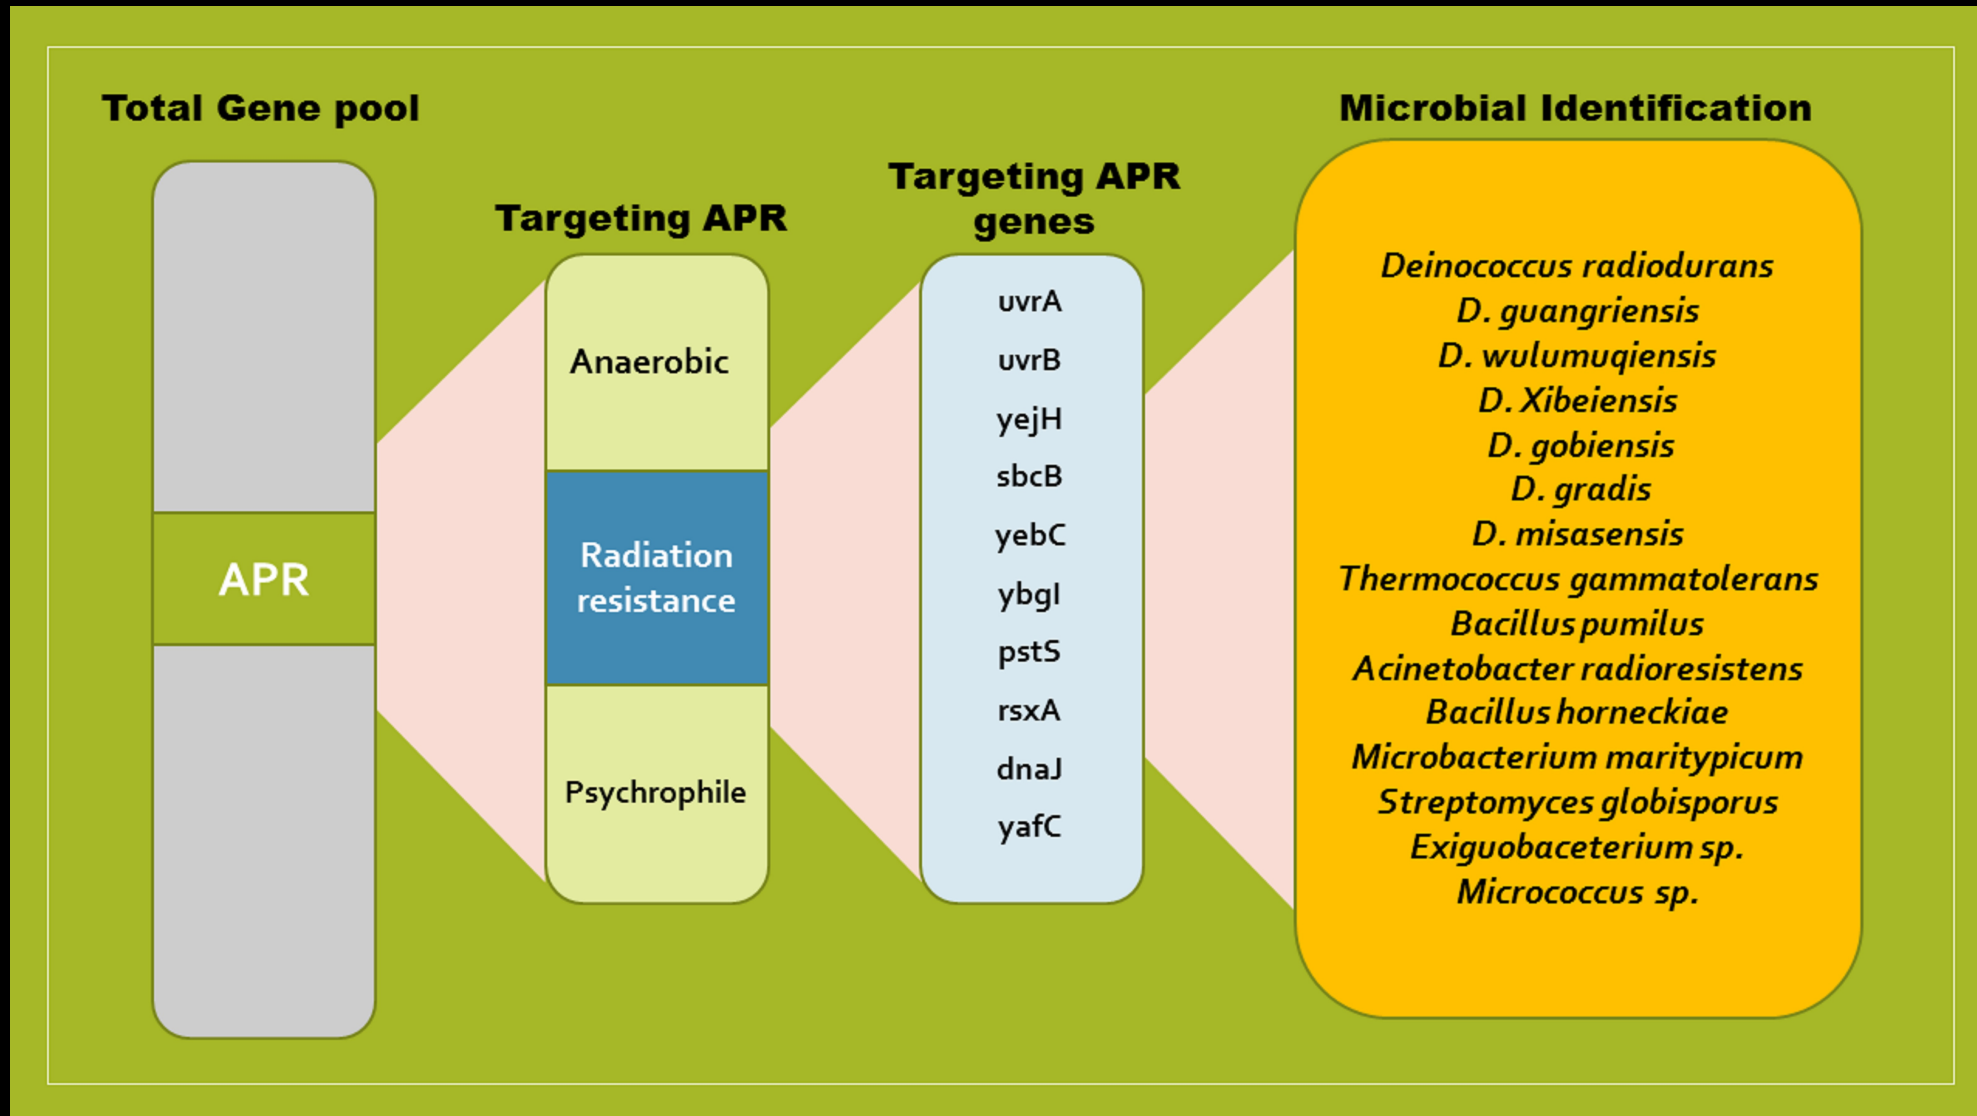 Total Gene pool
APR
Targeting APR
Anaerobic
Radiation
resistance
Psychrophile
Targeting APR
genes
uvrA
uvrB
yejH
sbcB
yebC
ybgI
pstS
rsxA
dnaJ
yafC
Microbial Identification
Deinococcus radiodurans
D. guangriensis
D. wulumuqiensis
D. Xibeiensis
D. gobiensis
D. gradis
D. misasensis
Thermococcus gammatolerans
Bacillus pumilus
Acinetobacter radioresistens
Bacillus horneckiae
Microbacterium maritypicum
Streptomyces globisporus
Exiguobaceterium sp.
Micrococcus sp.